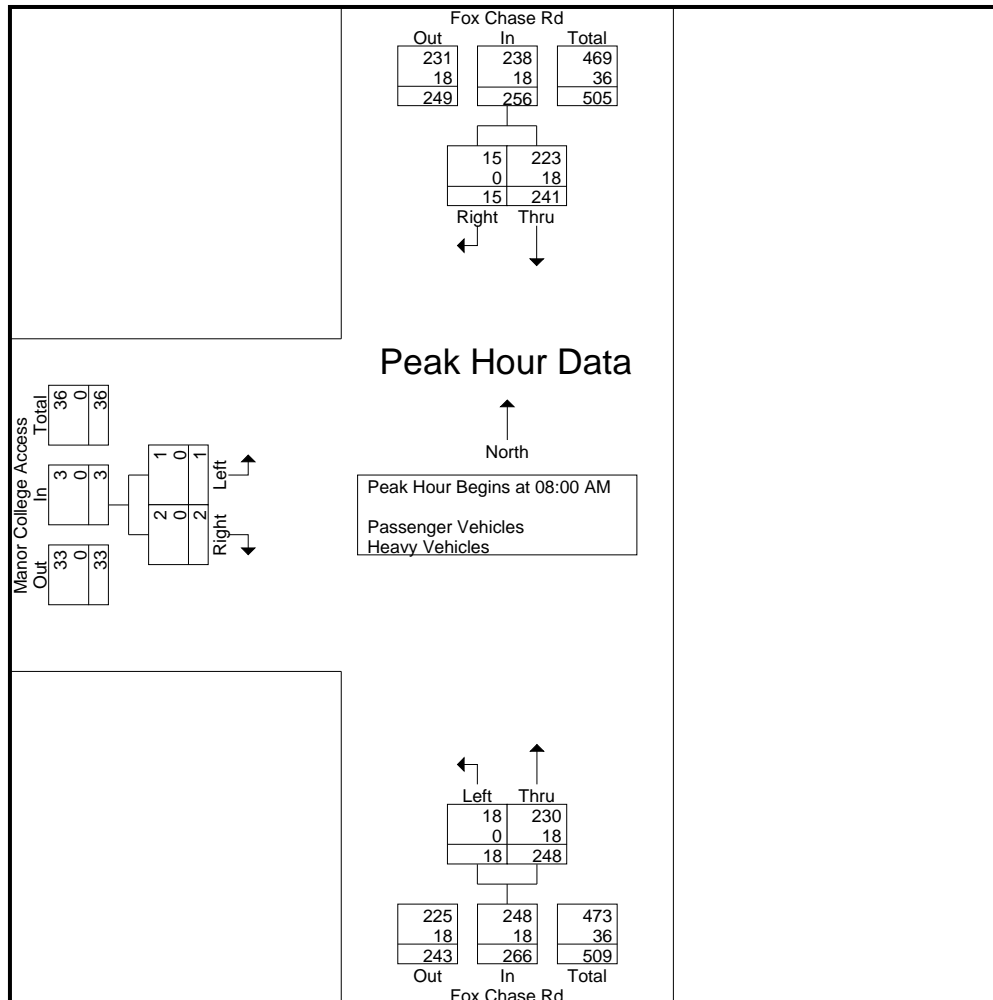 Fox Chase Rd
Out In Total
231 238 469
18 18 36
249 256 505
15 223
0 18
15 241
Right Thru
Peak Hour Data
North
Peak Hour Begins at 08:00 AM
Passenger Vehicles
Heavy Vehicles
Manor College Access
Out In Total
33 3 36
0 0 0
33 3 36
Right Left
2 1
0 0
2 1
Left Thru
18 230
0 18
18 248
225 248 473
18 18 36
243 266 509
Out In Total
Fox Chase Rd